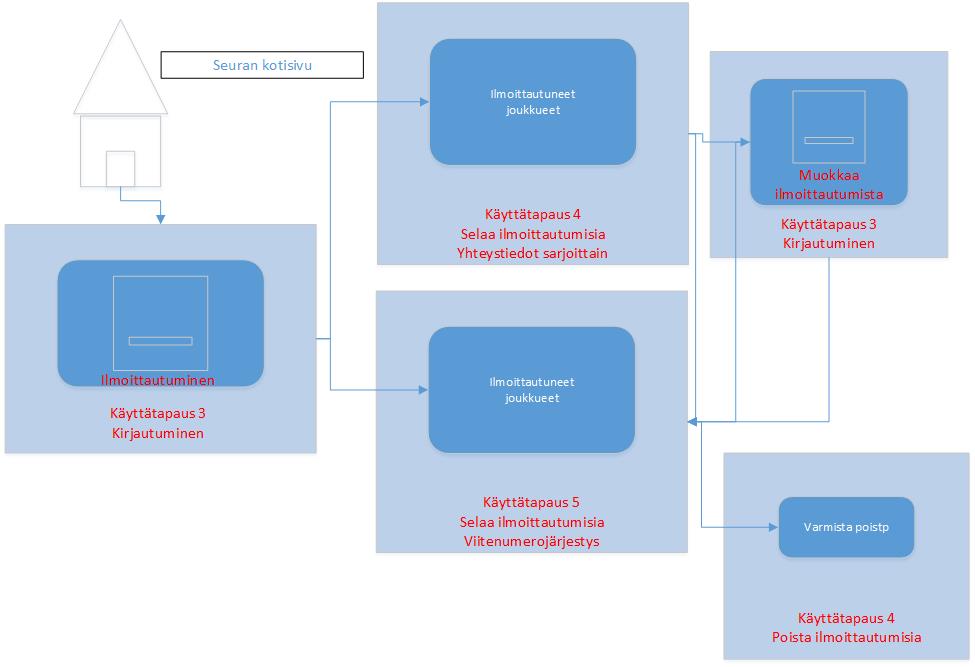 Seuran kotisivu
Ilmoittautuminen
Käyttätapaus 3
Kirjautuminen
Ilmoittautuneet
joukkueet
Käyttätapaus 4
Selaa ilmoittautumisia
Yhteystiedot sarjoittain
Ilmoittautuneet
joukkueet
Käyttätapaus 5
Selaa ilmoittautumisia
Viitenumerojärjestys
Muokkaa
ilmoittautumista
Käyttätapaus 3
Kirjautuminen
Varmista poistp
Käyttätapaus 4
Poista ilmoittautumisia